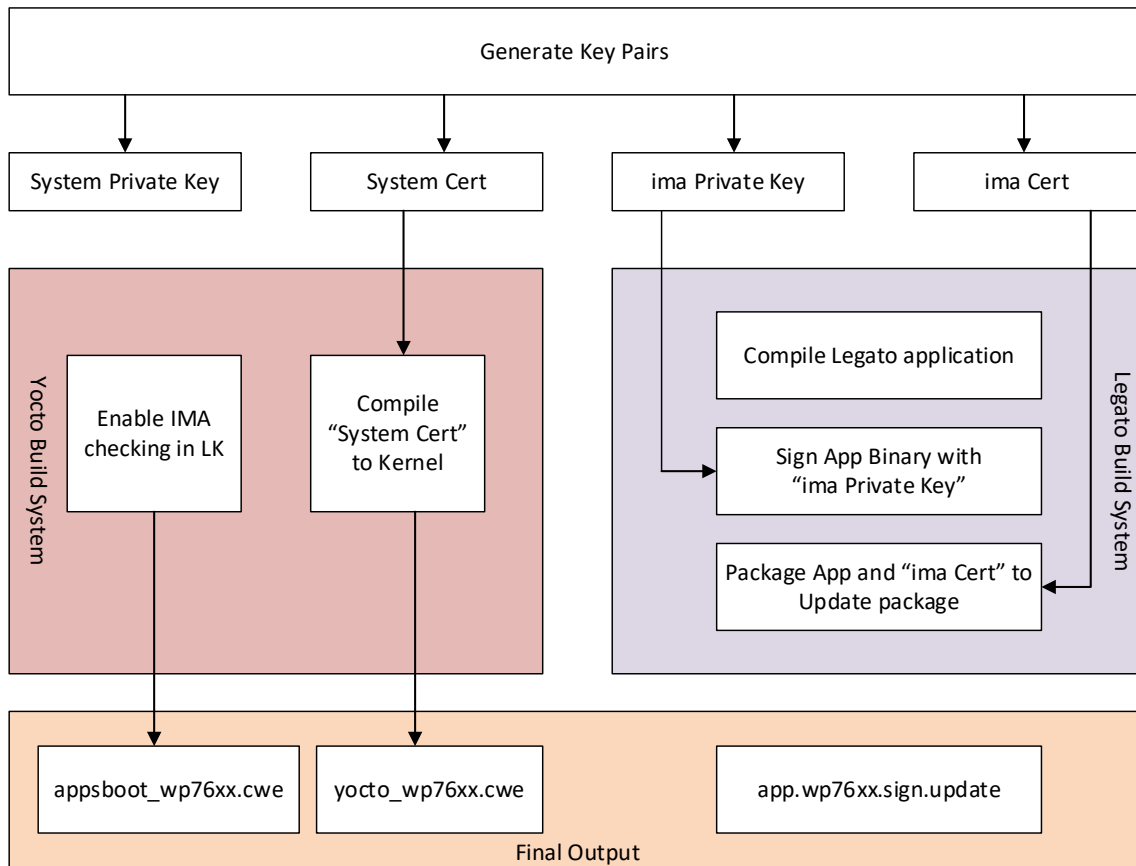 Generate Key Pairs
System Private Key
System Cert
ima Private Key
ima Cert
Yocto Build System
Enable IMA
checking in LK
Compile
“System Cert”
to Kernel
Compile Legato application
Sign App Binary with
“ima Private Key”
Package App and “ima Cert” to
Update package
Legato Build System
appsboot_wp76xx.cwe
yocto_wp76xx.cwe
app.wp76xx.sign.update
Final Output